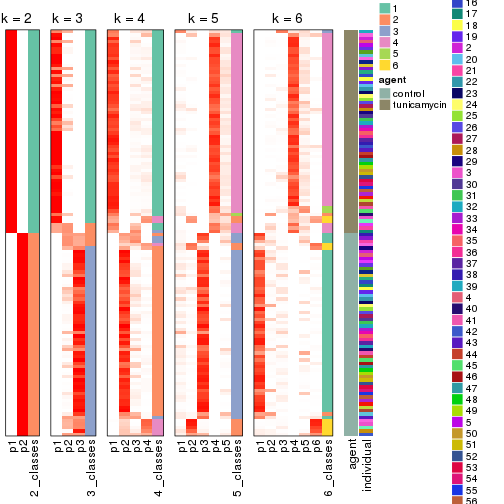 k = 2
k = 3
k = 4
k = 5
k = 6
p1
p2
2_classes
p1
p2
p3
3_classes
p1
p2
p3
p4
4_classes
p1
p2
p3
p4
p5
5_classes
p1
p2
p3
p4
p5
p6
6_classes
agent
individual
1
2
3
4
5
6
agent
control
tunicamycin
16
17
18
19
2
20
21
22
23
24
25
26
27
28
29
3
30
31
32
33
34
35
36
37
38
39
4
40
41
42
43
44
45
46
47
48
49
5
50
51
52
53
54
55
56